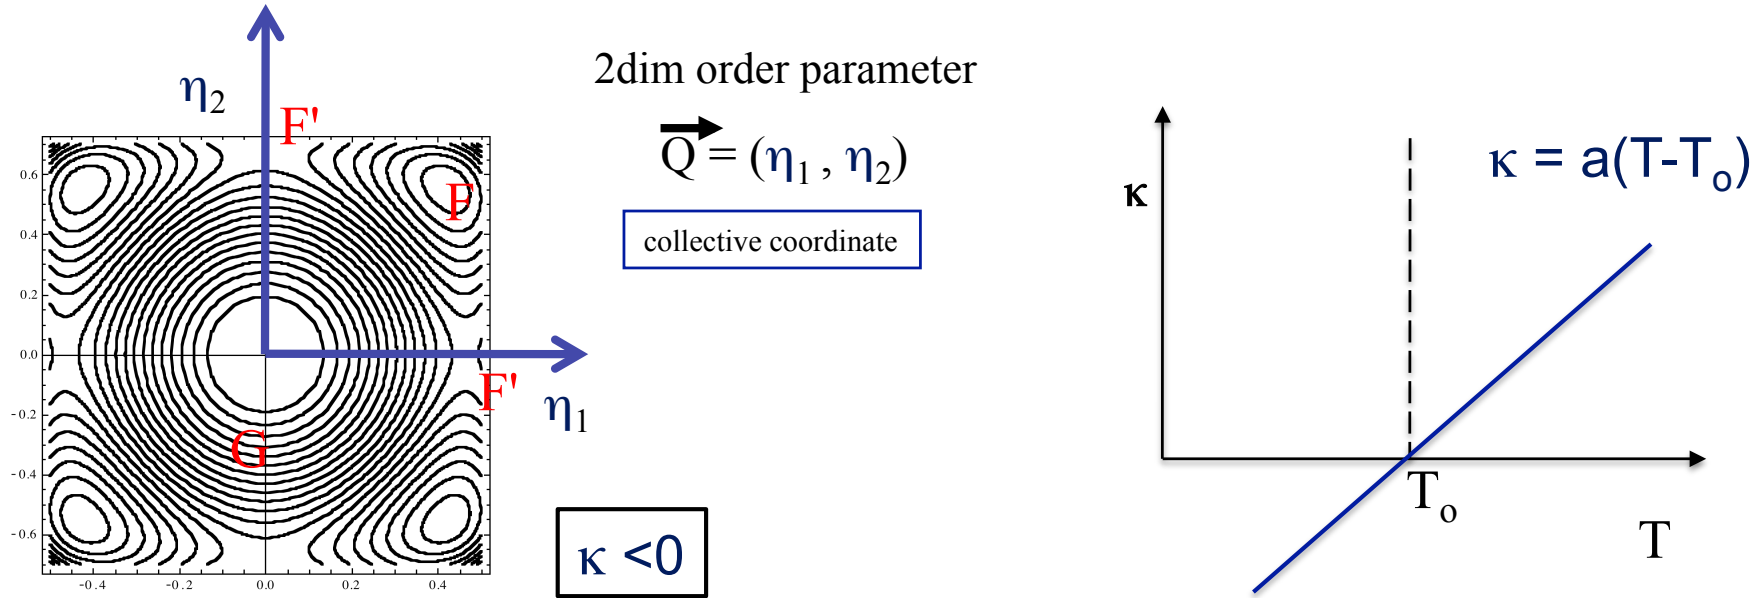 η₂
F'
F
F'
η₁
G
0.6
0.4
0.2
0.0
-0.2
-0.4
-0.6
-0.4
-0.2
0.0
0.2
0.4
κ <0
2dim order parameter
Q = (η₁ , η₂)
collective coordinate
κ
κ = a(T-Tₒ)
Tₒ
T